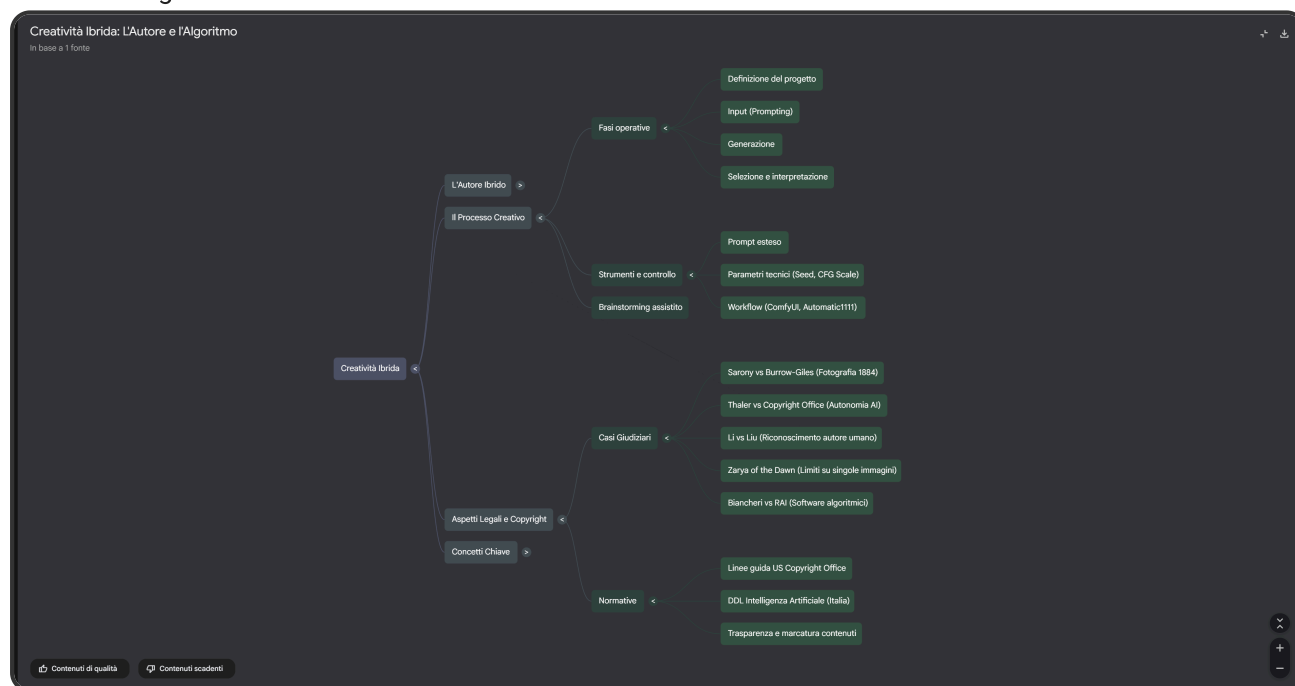 Creatività Ibrida: L'Autore e l'Algoritmo
In base a 1 fonte
Definizione del progetto
Input (Prompting)
Fasi operative
Generazione
Selezione e interpretazione
L'Autore Ibrido
Il Processo Creativo
Prompt esteso
Strumenti e controllo
Parametri tecnici (Seed, CFG Scale)
Brainstorming assistito
Workflow (ComfyUI, Automatic1111)
Creatività Ibrida
Sarony vs Burrow-Giles (Fotografia 1884)
Thaler vs Copyright Office (Autonomia AI)
Casi Giudiziari
Li vs Liu (Riconoscimento autore umano)
Zarya of the Dawn (Limiti su singole immagini)
Biancheri vs RAI (Software algoritmici)
Aspetti Legali e Copyright
Concetti Chiave
Linee guida US Copyright Office
Normative
DDL Intelligenza Artificiale (Italia)
Trasparenza e marcatura contenuti
Contenuti di qualità
Contenuti scadenti